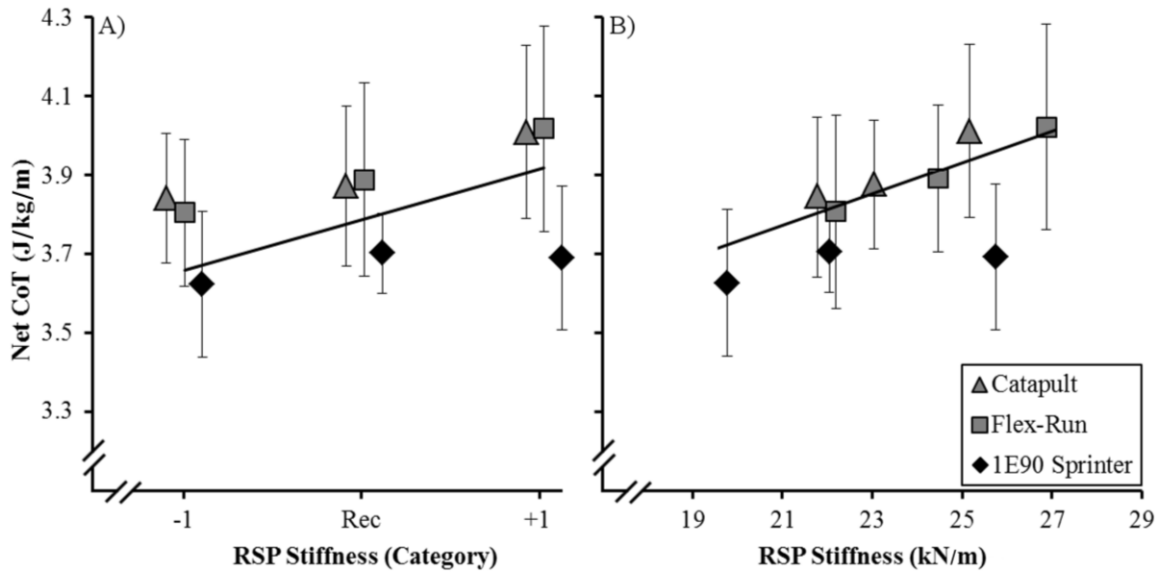 A)
Net CoT (J/kg/m)
4.3
4.1
3.9
3.7
3.5
3.3
-1 Rec +1
RSP Stiffness (Category)
B)
Catapult
Flex-Run
1E90 Sprinter
19 21 23 25 27 29
RSP Stiffness (kN/m)